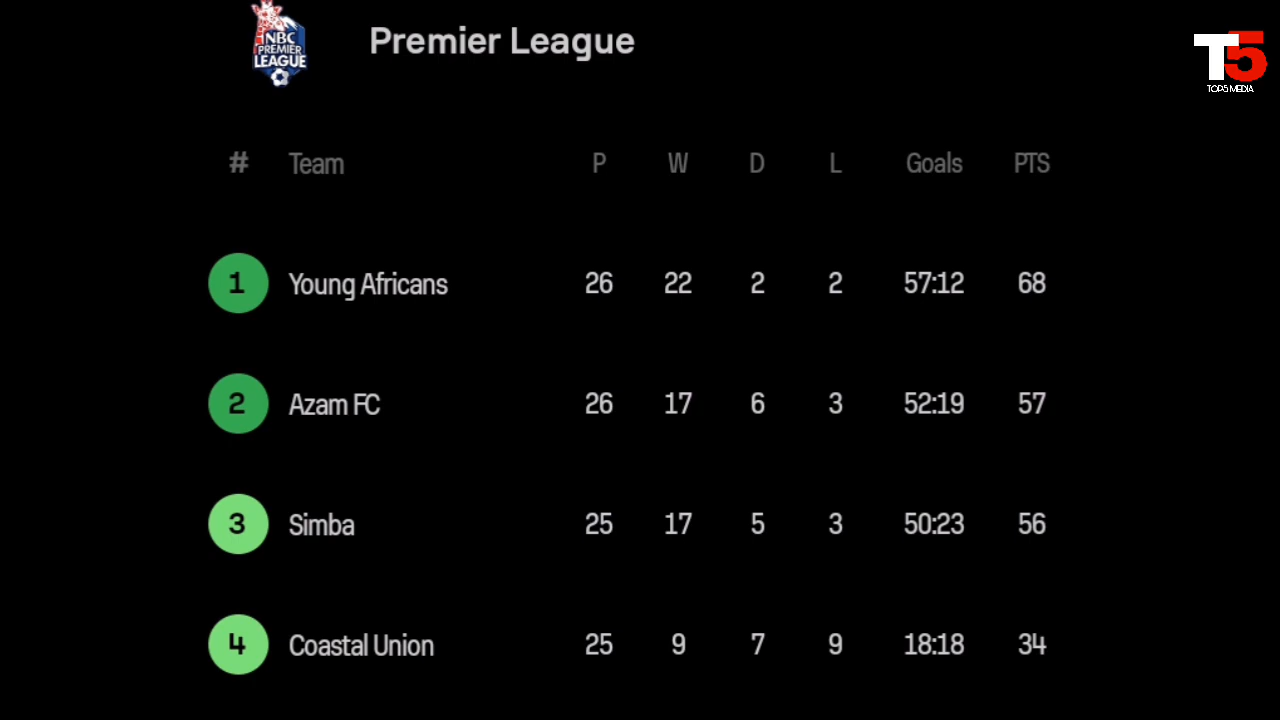 NBC
PREMIER
LEAGUE
Premier League
T5
TOP5 MEDIA
# Team P W D L Goals PTS
1 Young Africans 26 22 2 2 57:12 68
2 Azam FC 26 17 6 3 52:19 57
3 Simba 25 17 5 3 50:23 56
4 Coastal Union 25 9 7 9 18:18 34